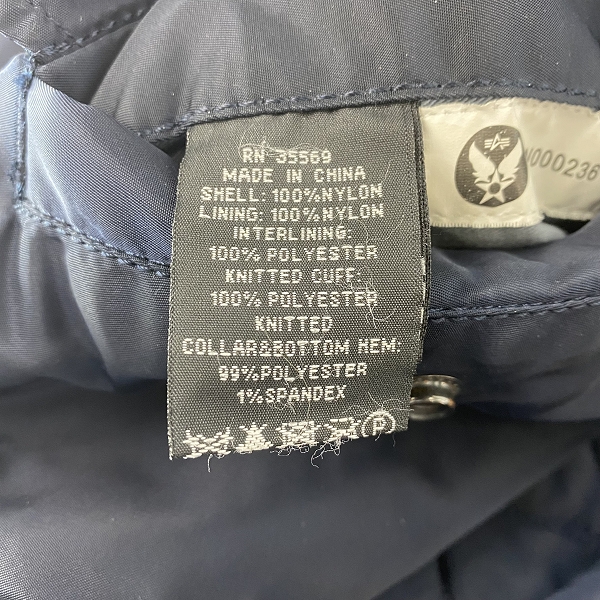 RN 35569
MADE IN CHINA
SHELL: 100%NYLON
LINING: 100%NYLON
INTERLINING:
100% POLYESTER
KNITTED CUFF:
100% POLYESTER
KNITTED
COLLAR&BOTTOM HEM:
99%POLYESTER
1%SPANDEX
P